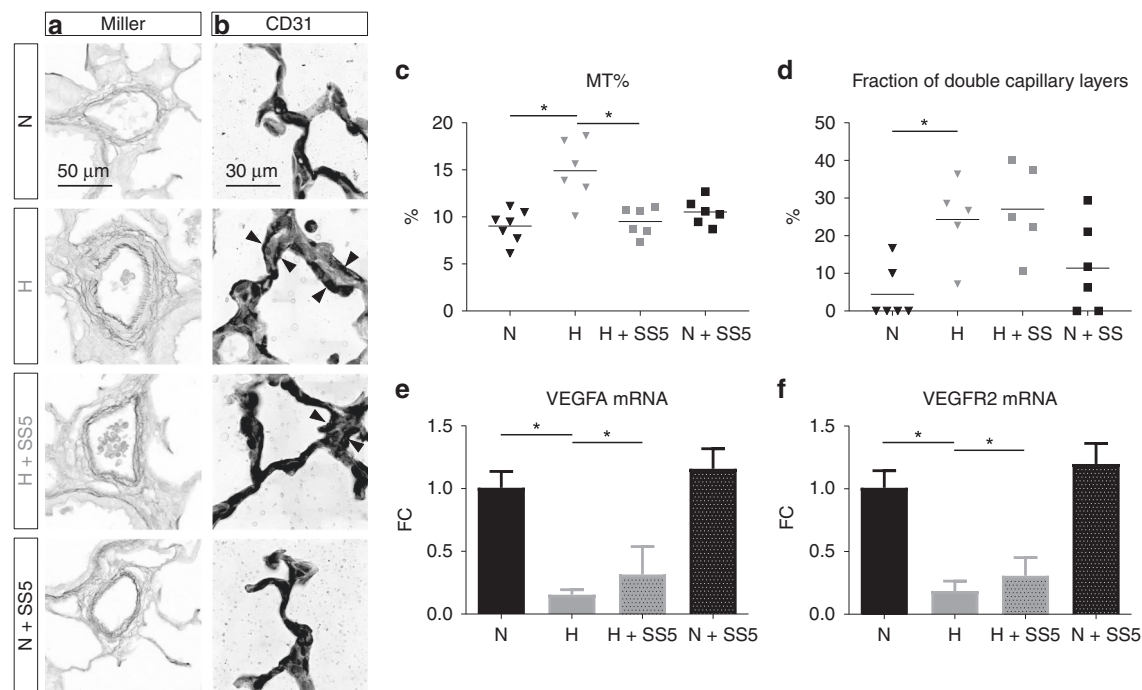 a Miller
b CD31
N
50 μm
30 μm
H
H + SS5
N + SS5
c MT%
* *
20
15
10
5
0
%
N H H + SS5 N + SS5
d Fraction of double capillary layers
*
50
40
30
20
10
0
%
N H H + SS N + SS
e VEGFA mRNA
* *
1.5
1.0
0.5
0.0
FC
N H H + SS5 N + SS5
f VEGFR2 mRNA
* *
1.5
1.0
0.5
0.0
FC
N H H + SS5 N + SS5